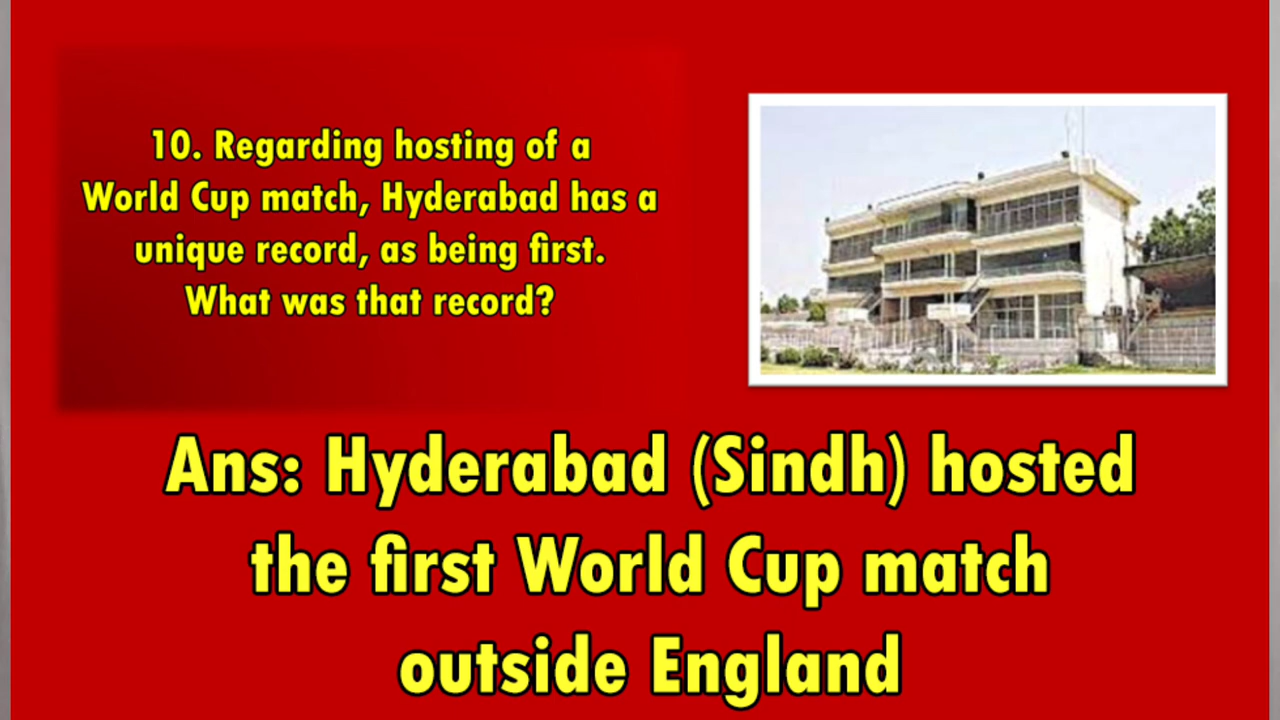 10. Regarding hosting of a
World Cup match, Hyderabad has a
unique record, as being first.
What was that record?
Ans: Hyderabad (Sindh) hosted
the first World Cup match
outside England